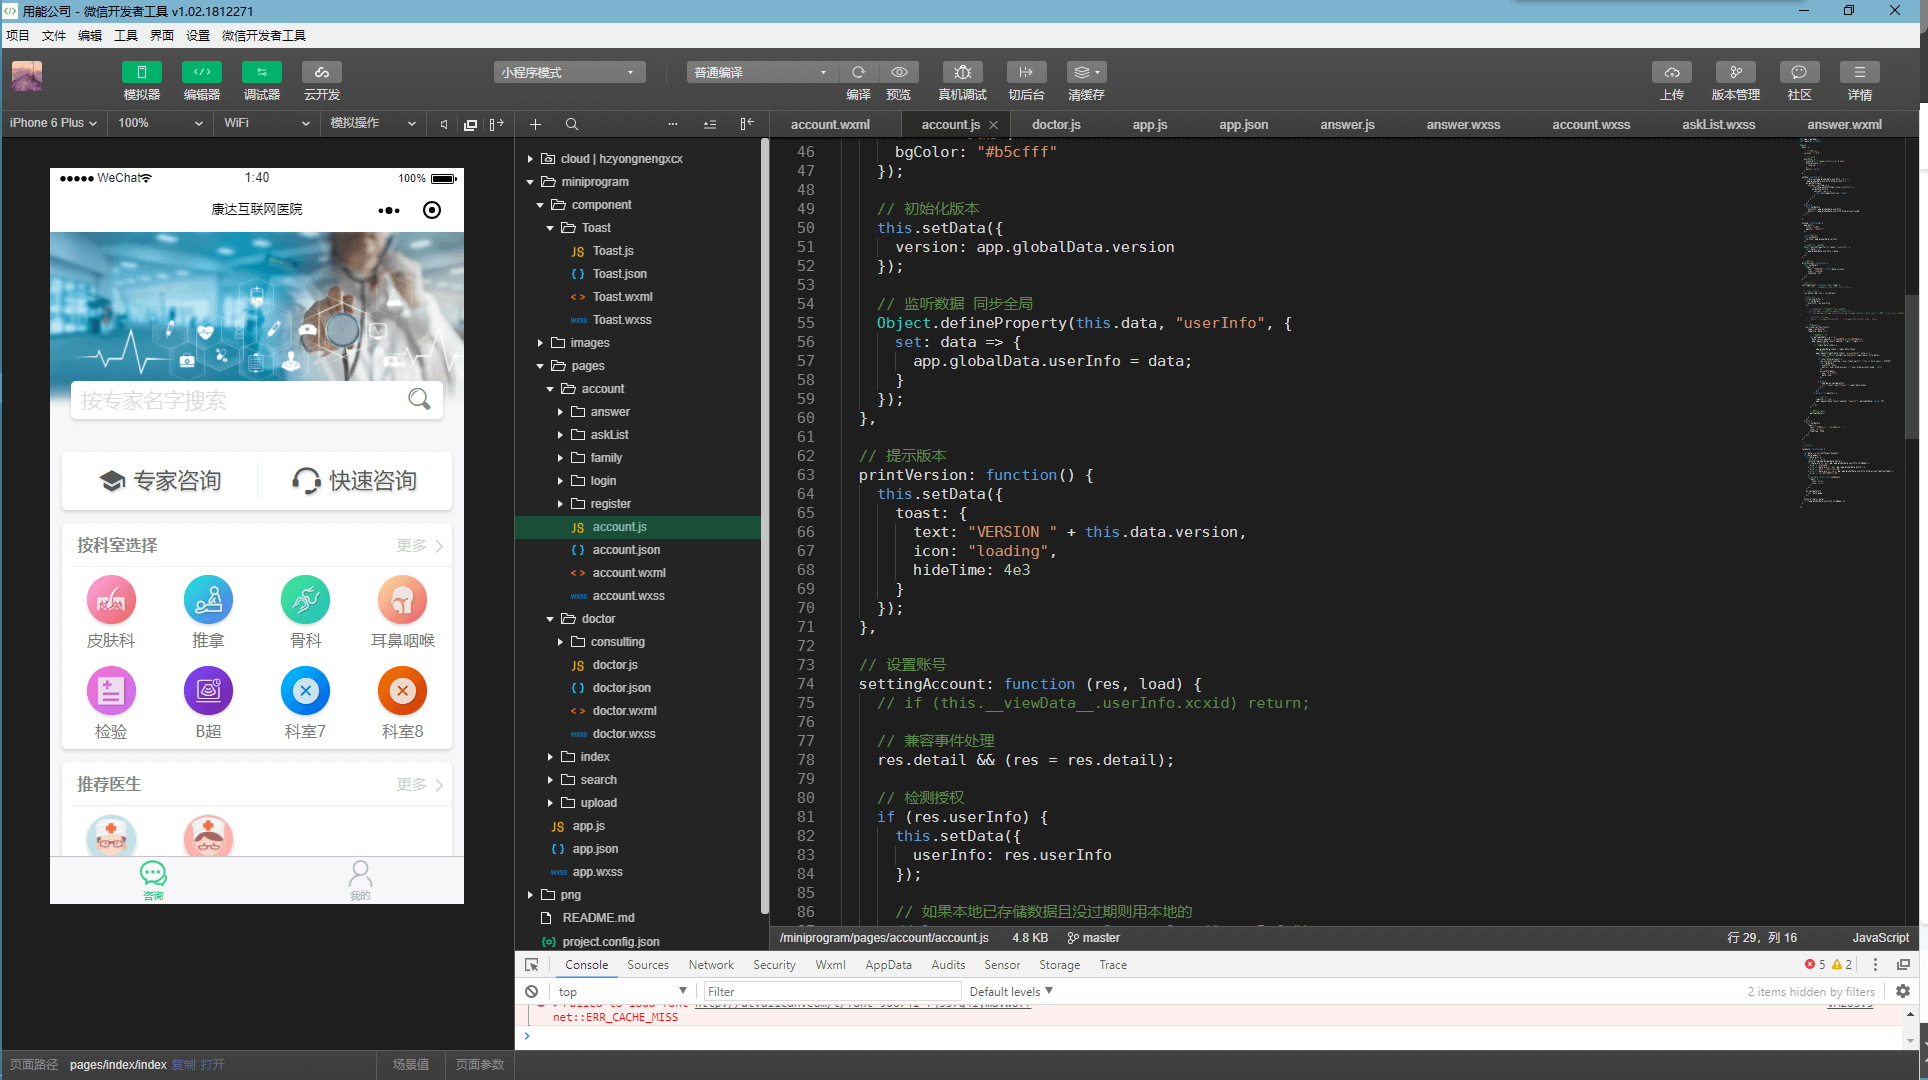 用能公司 - 微信开发者工具 v1.02.1812271
项目 文件 编辑 工具 界面 设置 微信开发者工具
模拟器 编辑器 调试器 云开发
小程序模式 普通编译
编译 预览 真机调试 切后台 清缓存
上传 版本管理 社区 详情
iPhone 6 Plus 100% WiFi 模拟操作
account.wxml account.js doctor.js app.js app.json answer.js answer.wxss account.wxss askList.wxss answer.wxml
WeChat 1:40 100%
康达互联网医院
按专家名字搜索
专家咨询 快速咨询
按科室选择 更多
皮肤科 推拿 骨科 耳鼻咽喉
检验 B超 科室7 科室8
推荐医生 更多
咨询 我的
cloud | hzyongnengxcx
miniprogram
component
Toast
Toast.js
Toast.json
Toast.wxml
Toast.wxss
images
pages
account
answer
askList
family
login
register
account.js
account.json
account.wxml
account.wxss
doctor
consulting
doctor.js
doctor.json
doctor.wxml
doctor.wxss
index
search
upload
app.js
app.json
app.wxss
png
README.md
project.config.json
46 bgColor: "#b5cfff"
47 });
48
49 // 初始化版本
50 this.setData({
51 version: app.globalData.version
52 });
53
54 // 监听数据 同步全局
55 Object.defineProperty(this.data, "userInfo", {
56 set: data => {
57 app.globalData.userInfo = data;
58 }
59 });
60 },
61
62 // 提示版本
63 printVersion: function() {
64 this.setData({
65 toast: {
66 text: "VERSION " + this.data.version,
67 icon: "loading",
68 hideTime: 4e3
69 }
70 });
71 },
72
73 // 设置账号
74 settingAccount: function (res, load) {
75 // if (this.__viewData__.userInfo.xcxid) return;
76
77 // 兼容事件处理
78 res.detail && (res = res.detail);
79
80 // 检测授权
81 if (res.userInfo) {
82 this.setData({
83 userInfo: res.userInfo
84 });
85
86 // 如果本地已存储数据且没过期则用本地的
/miniprogram/pages/account/account.js 4.8 KB master 行 29，列 16 JavaScript
Console Sources Network Security Wxml AppData Audits Sensor Storage Trace 5 2
top Filter Default levels 2 items hidden by filters
net::ERR_CACHE_MISS
页面路径 pages/index/index 复制 打开 场景值 页面参数